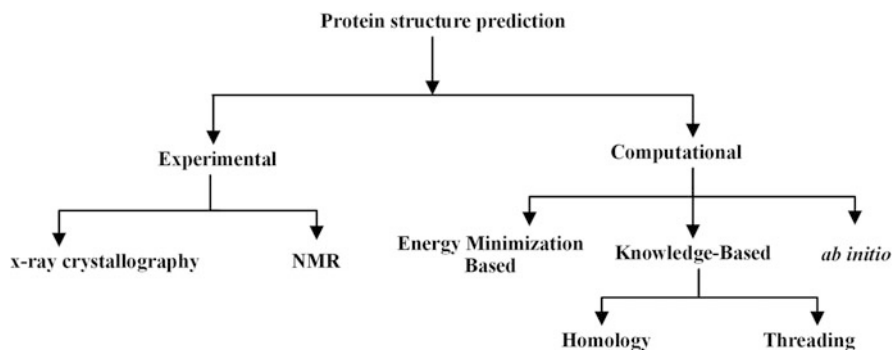 Protein structure prediction
Experimental
Computational
x-ray crystallography
NMR
Energy Minimization
Based
Knowledge-Based
ab initio
Homology
Threading